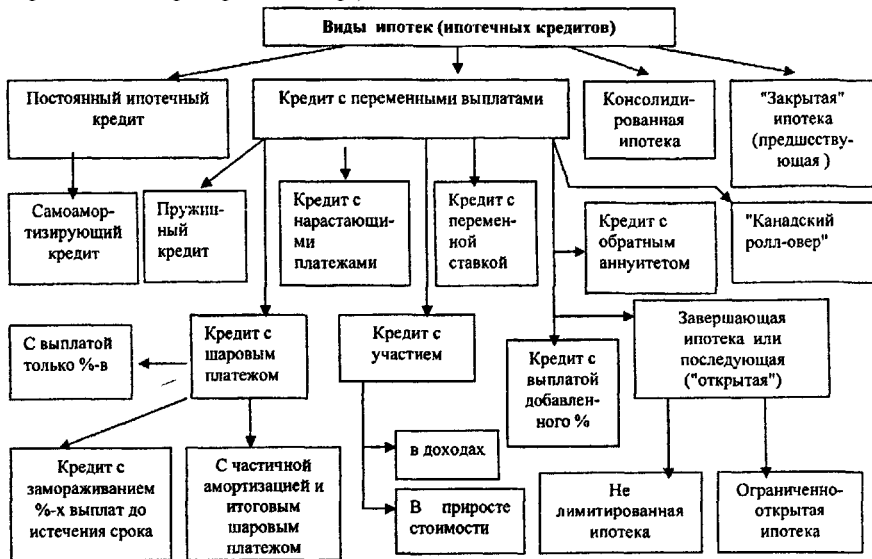 Виды ипотек (ипотечных кредитов)
Постоянный ипотечный
кредит
Кредит с переменными выплатами
Консолиди-
рованная
ипотека
"Закрытая"
ипотека
(предшеству-
ющая )
Самоамор-
тизирующий
кредит
Пружин-
ный
кредит
Кредит с
нарастающи-
ми
платежами
Кредит с
перемен-
ной
ставкой
Кредит с
обратным
аннуитетом
"Канадский
ролл-овер"
С выплатой
только %-в
Кредит с
шаровым
платежом
Кредит с
участием
Кредит с
выплатой
добавлен-
ного %
Завершающая
ипотека или
последующая
("открытая")
Кредит с
замораживанием
%-х выплат до
истечения срока
С частичной
амортизацией и
итоговым
шаровым
платежом
в доходах
В приросте
стоимости
Не
лимитированная
ипотека
Ограниченно-
открытая
ипотека